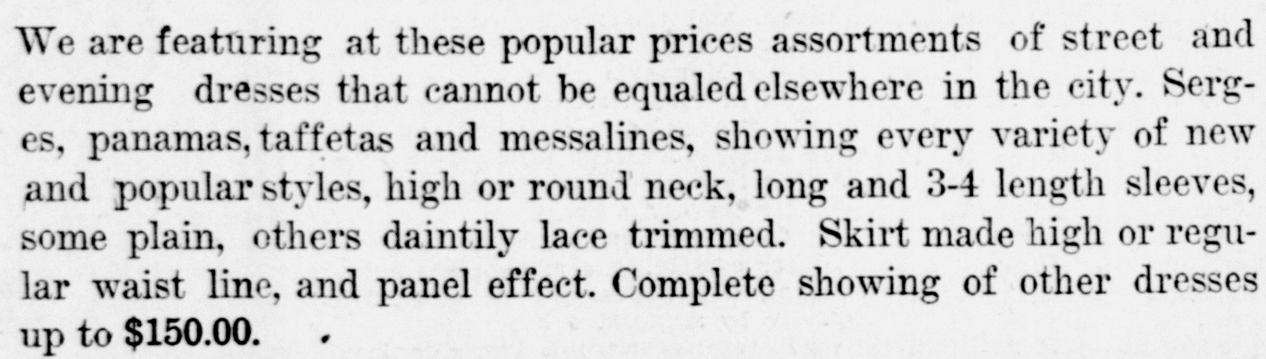 We are featuring at these popular prices assortments of street and
evening dresses that cannot be equaled elsewhere in the city. Serg-
es, panamas, taffetas and messalines, showing every variety of new
and popular styles, high or round neck, long and 3-4 length sleeves,
some plain, others daintily lace trimmed. Skirt made high or regu-
lar waist line, and panel effect. Complete showing of other dresses
up to $150.00.